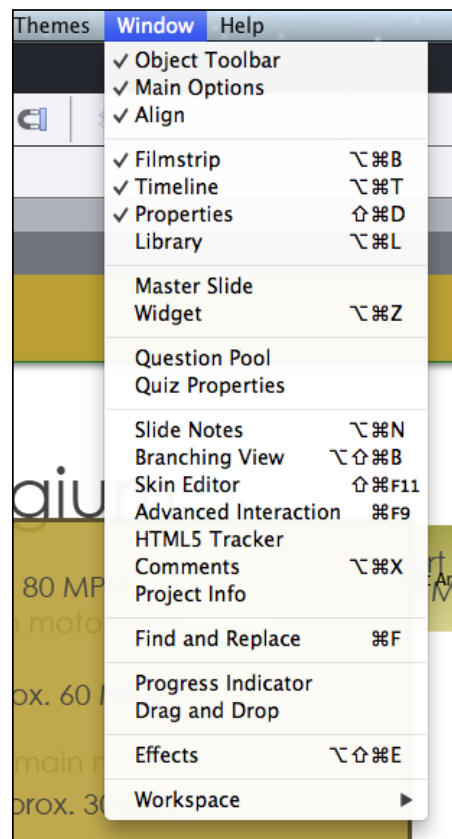 Themes Window Help
✓ Object Toolbar
✓ Main Options
✓ Align
✓ Filmstrip ⌥⌘B
✓ Timeline ⌥⌘T
✓ Properties ⇧⌘D
Library ⌥⌘L
Master Slide
Widget ⌥⌘Z
Question Pool
Quiz Properties
Slide Notes ⌥⌘N
Branching View ⌥⇧⌘B
Skin Editor ⇧⌘F11
Advanced Interaction ⌘F9
HTML5 Tracker
Comments ⌥⌘X
Project Info
Find and Replace ⌘F
Progress Indicator
Drag and Drop
Effects ⌥⇧⌘E
Workspace ▶
giu
80 MP
moto
ox. 60
main
prox. 30